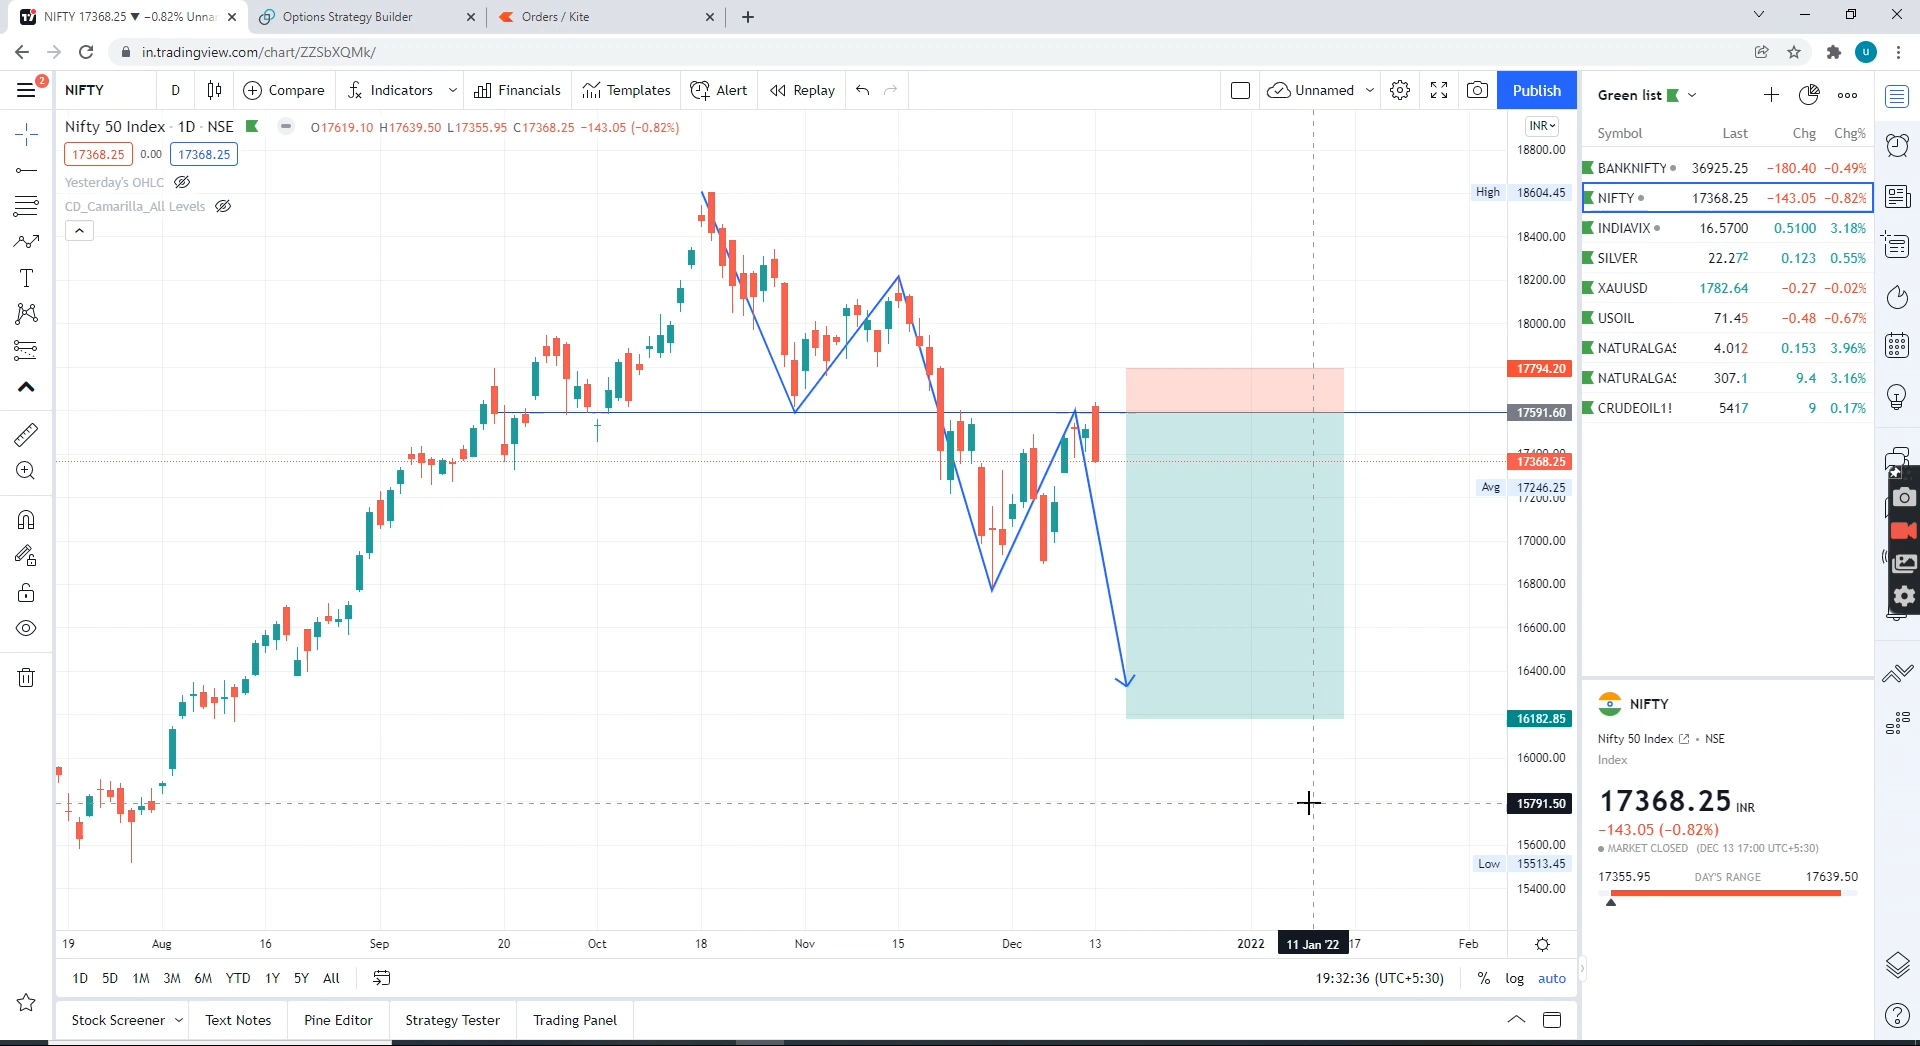 NIFTY 17368.25 ▼ −0.82% Unnar
Options Strategy Builder
Orders / Kite
in.tradingview.com/chart/ZZSbXQMk/
u
2
NIFTY
D
Compare
Indicators
Financials
Templates
Alert
Replay
Unnamed
Publish
Nifty 50 Index · 1D · NSE
O17619.10 H17639.50 L17355.95 C17368.25 −143.05 (−0.82%)
17368.25 0.00 17368.25
Yesterday's OHLC
CD_Camarilla_All Levels
INR
18800.00
High 18604.45
18400.00
18200.00
18000.00
17794.20
17591.60
17400.00
17368.25
Avg 17246.25
17200.00
17000.00
16800.00
16600.00
16400.00
16182.85
16000.00
15791.50
15600.00
Low 15513.45
15400.00
19 Aug 16 Sep 20 Oct 18 Nov 15 Dec 13 2022 11 Jan '22 17 Feb
1D 5D 1M 3M 6M YTD 1Y 5Y All
19:32:36 (UTC+5:30) % log auto
Stock Screener Text Notes Pine Editor Strategy Tester Trading Panel
Green list
Symbol Last Chg Chg%
BANKNIFTY 36925.25 −180.40 −0.49%
NIFTY 17368.25 −143.05 −0.82%
INDIAVIX 16.5700 0.5100 3.18%
SILVER 22.272 0.123 0.55%
XAUUSD 1782.64 −0.27 −0.02%
USOIL 71.45 −0.48 −0.67%
NATURALGAS 4.012 0.153 3.96%
NATURALGAS 307.1 9.4 3.16%
CRUDEOIL1! 5417 9 0.17%
NIFTY
Nifty 50 Index • NSE
Index
17368.25 INR
−143.05 (−0.82%)
MARKET CLOSED (DEC 13 17:00 UTC+5:30)
17355.95 DAY'S RANGE 17639.50